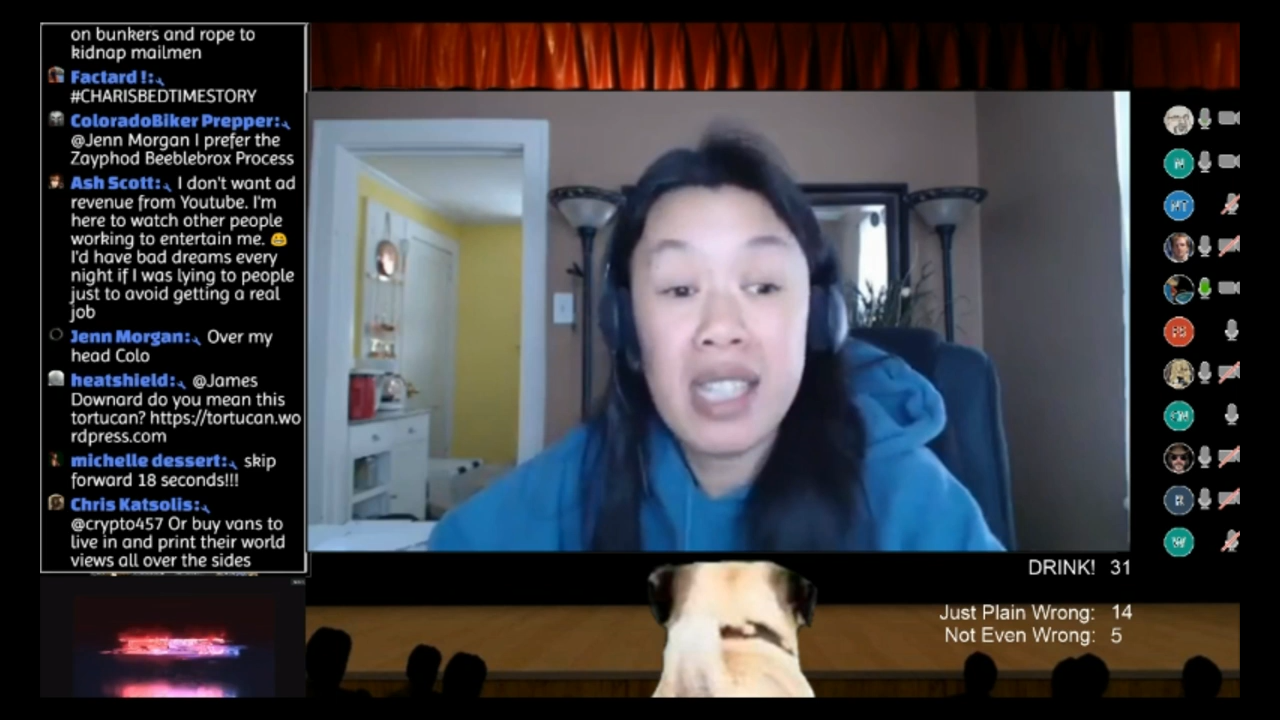 on bunkers and rope to
kidnap mailmen
Factard !:
#CHARISBEDTIMESTORY
ColoradoBiker Prepper:
@Jenn Morgan I prefer the
Zayphod Beeblebrox Process
Ash Scott: I don't want ad
revenue from Youtube. I'm
here to watch other people
working to entertain me. 😀
I'd have bad dreams every
night if I was lying to people
just to avoid getting a real
job
Jenn Morgan: Over my
head Colo
heatshield: @James
Downard do you mean this
tortucan? https://tortucan.wo
rdpress.com
michelle dessert: skip
forward 18 seconds!!!
Chris Katsolis:
@crypto457 Or buy vans to
live in and print their world
views all over the sides
DRINK! 31
Just Plain Wrong: 14
Not Even Wrong: 5